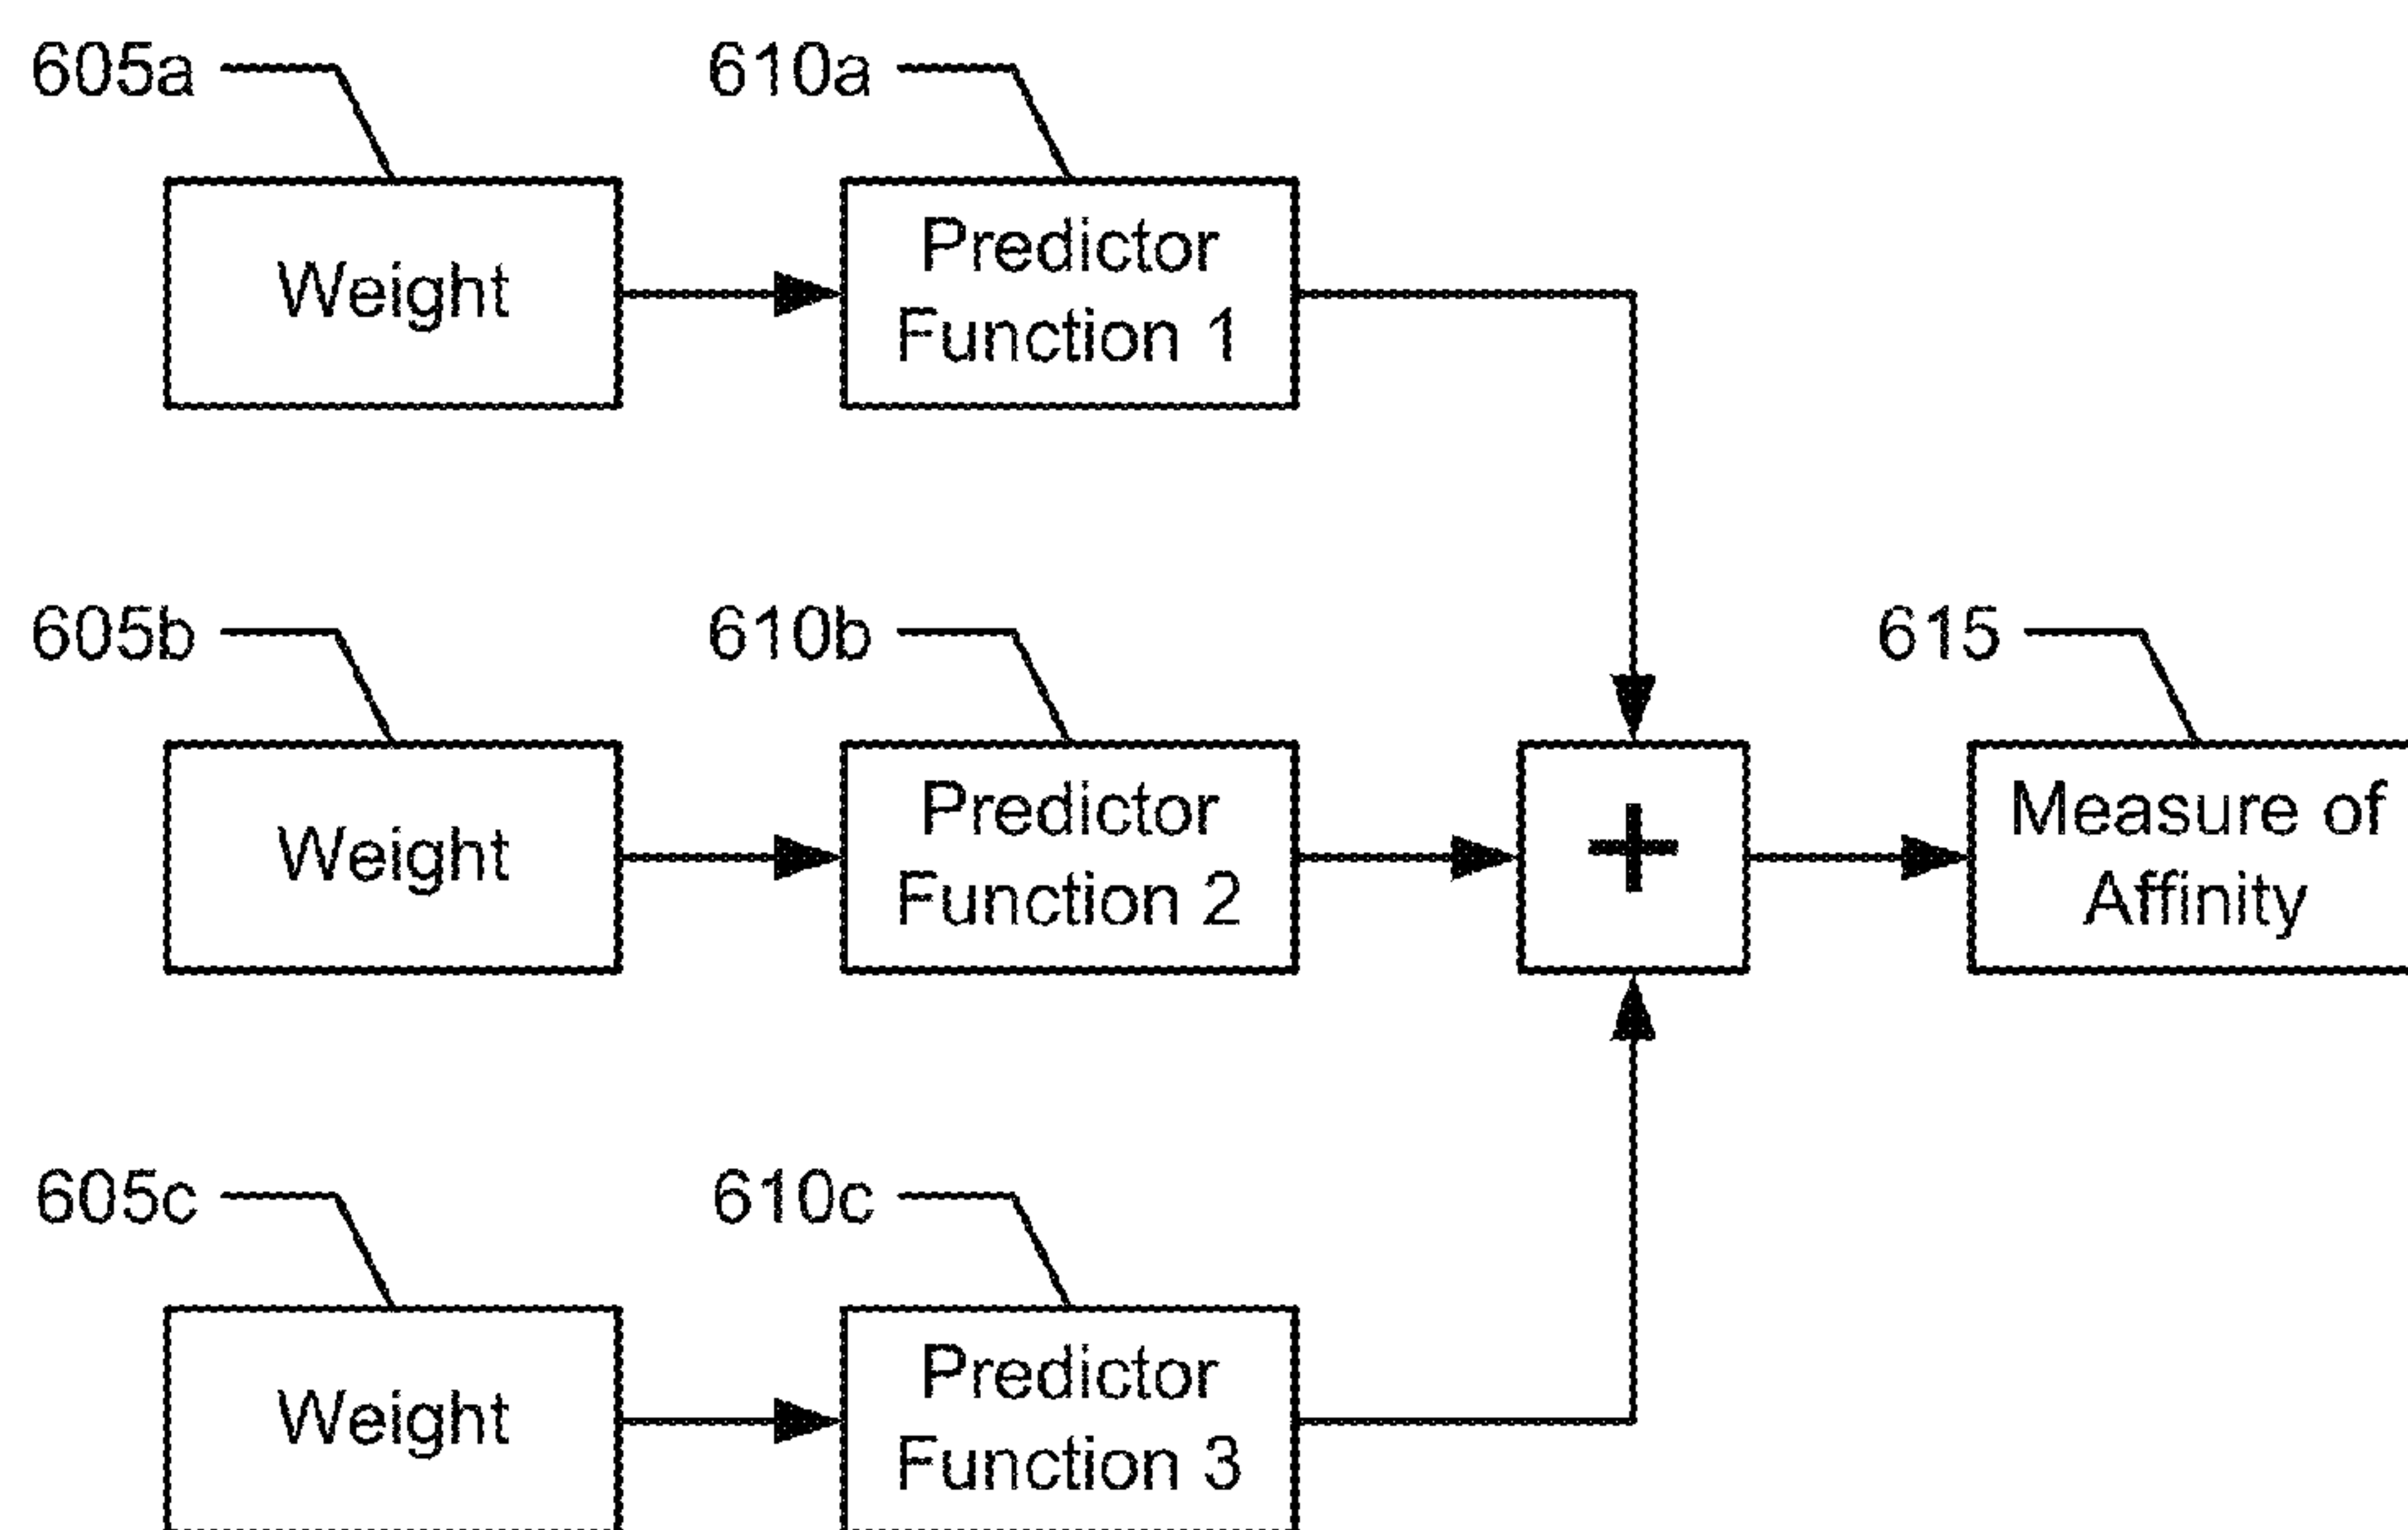 605a
610a
Weight
Predictor
Function 1
605b
610b
615
Weight
Predictor
Function 2
+
Measure of
Affinity
605c
610c
Weight
Predictor
Function 3